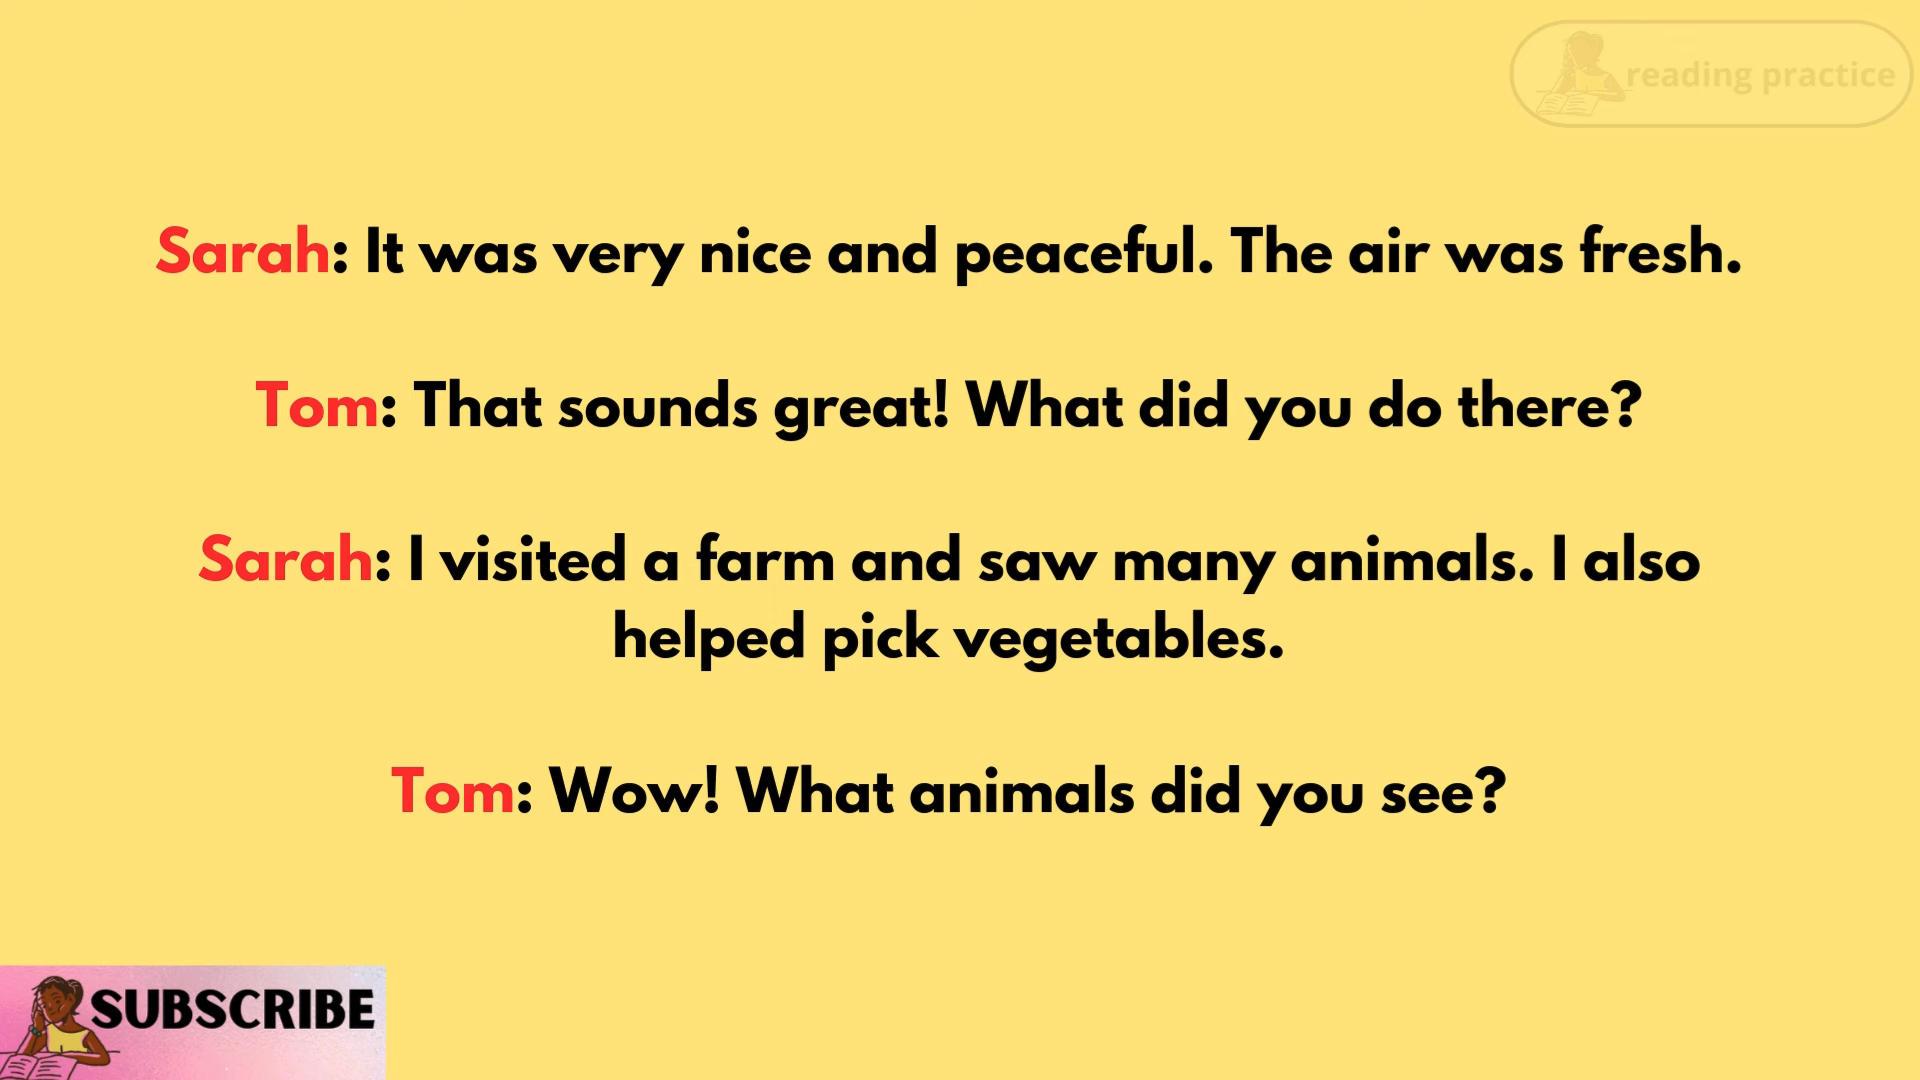 reading practice
Sarah: It was very nice and peaceful. The air was fresh.
Tom: That sounds great! What did you do there?
Sarah: I visited a farm and saw many animals. I also
helped pick vegetables.
Tom: Wow! What animals did you see?
SUBSCRIBE